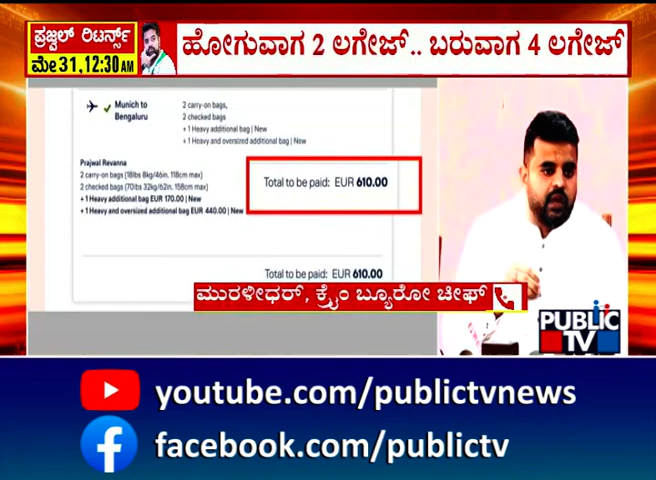 ಪ್ರಜ್ವಲ್ ರಿಟರ್ನ್ಸ್
ಮೇ 31, 12:30 AM
ಹೋಗುವಾಗ 2 ಲಗೇಜ್.. ಬರುವಾಗ 4 ಲಗೇಜ್
Munich to
Bengaluru
2 carry-on bags,
2 checked bags
+ 1 Heavy additional bag | New
+ 1 Heavy and oversized additional bag | New
Prajwal Revanna
2 carry-on bags (18lbs 8kg/46in, 118cm max)
2 checked bags (70lbs 32kg/62in, 158cm max)
+ 1 Heavy additional bag EUR 170.00 | New
+ 1 Heavy and oversized additional bag EUR 440.00 | New
Total to be paid: EUR 610.00
Total to be paid: EUR 610.00
ಮುರಳೀಧರ್, ಕ್ರೈಂ ಬ್ಯೂರೋ ಚೀಫ್
PUBLIC
TV
youtube.com/publictvnews
facebook.com/publictv